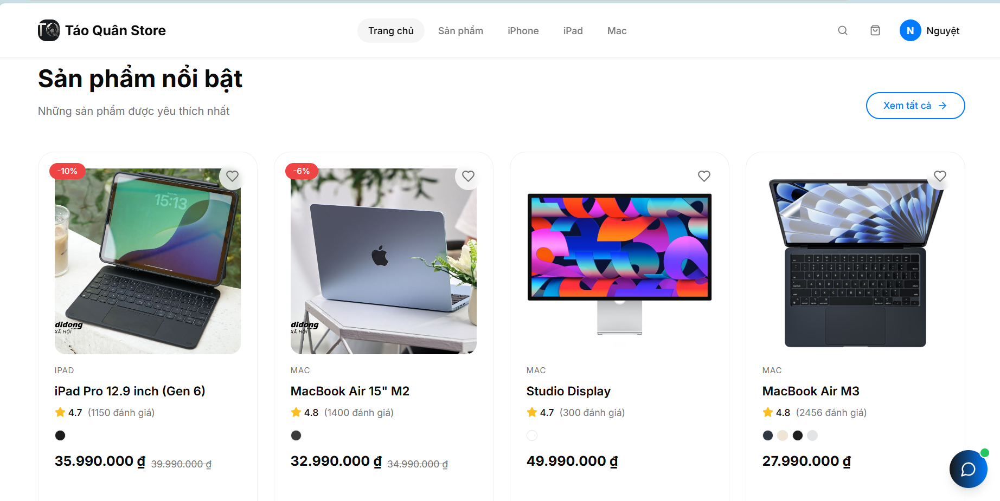 TQ Táo Quân Store
Trang chủ
Sản phẩm
iPhone
iPad
Mac
N
Nguyệt
Sản phẩm nổi bật
Những sản phẩm được yêu thích nhất
Xem tất cả →
-10%
15:13
didong
.com
XÃ HỘI
IPAD
iPad Pro 12.9 inch (Gen 6)
4.7 (1150 đánh giá)
35.990.000 ₫ 39.990.000 ₫
-6%
didong
.com
XÃ HỘI
MAC
MacBook Air 15" M2
4.8 (1400 đánh giá)
32.990.000 ₫ 34.990.000 ₫
MAC
Studio Display
4.7 (300 đánh giá)
49.990.000 ₫
MAC
MacBook Air M3
4.8 (2456 đánh giá)
27.990.000 ₫